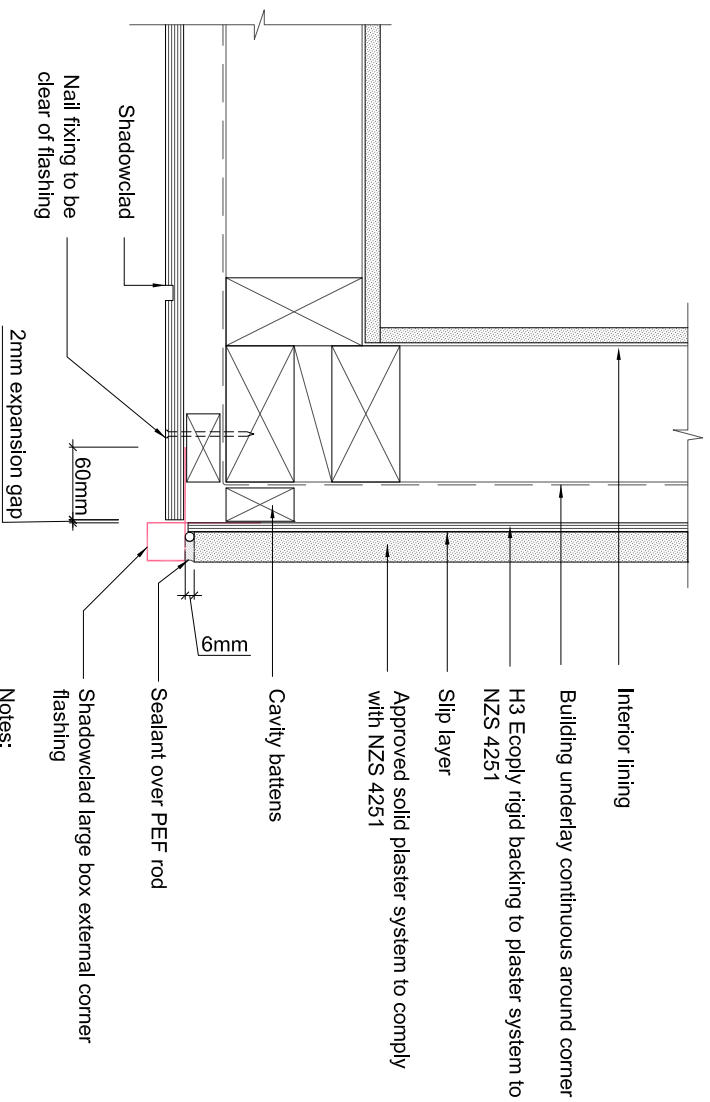 Interior lining
Building underlay continuous around corner
H3 Ecoply rigid backing to plaster system to
NZS 4251
Slip layer
Approved solid plaster system to comply
with NZS 4251
Cavity battens
Sealant over PEF rod
Shadowclad large box external corner
flashing
Notes:
6mm
Shadowclad
Nail fixing to be
clear of flashing
60mm
2mm expansion gap